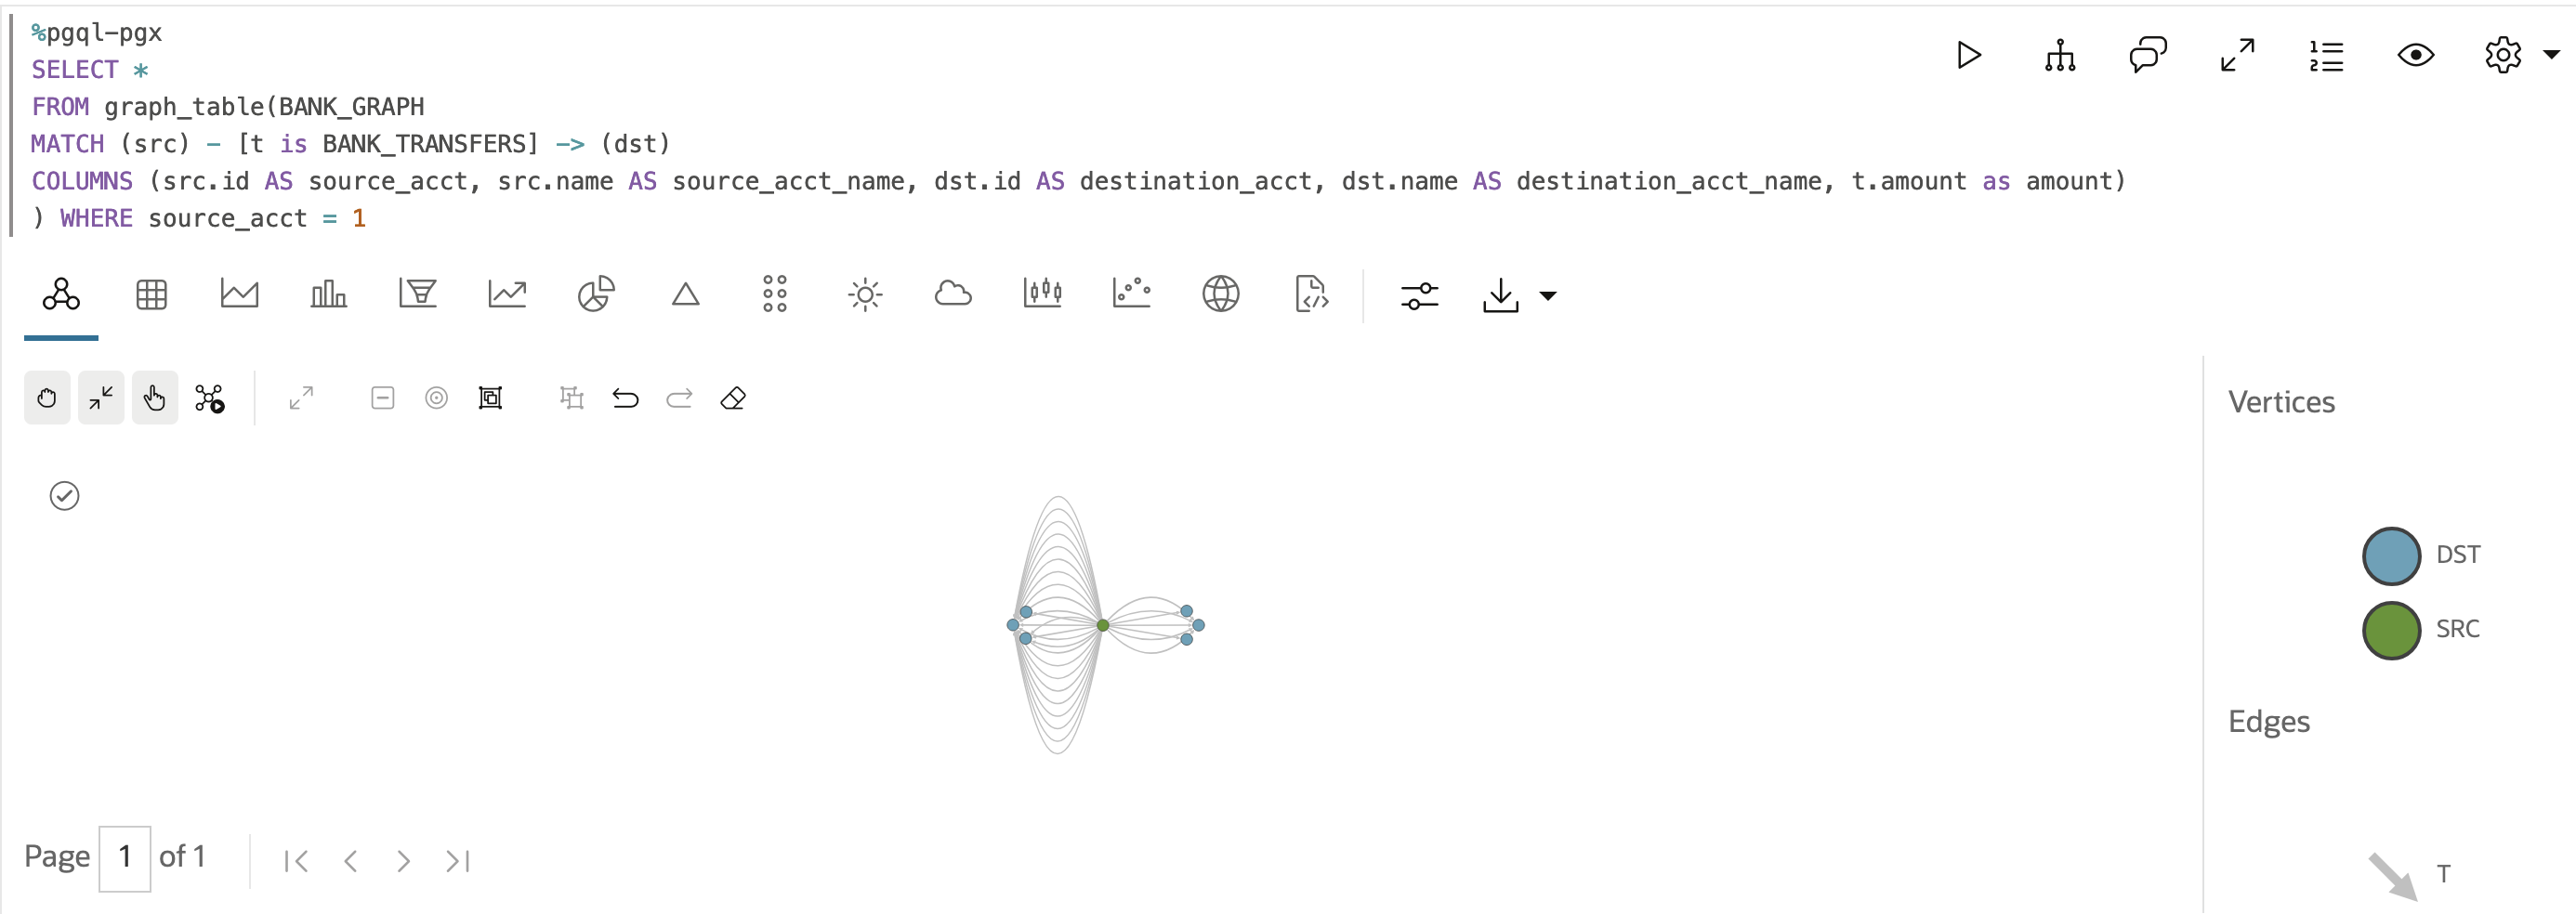 %pgql-pgx
SELECT *
FROM graph_table(BANK_GRAPH
MATCH (src) - [t is BANK_TRANSFERS] -> (dst)
COLUMNS (src.id AS source_acct, src.name AS source_acct_name, dst.id AS destination_acct, dst.name AS destination_acct_name, t.amount as amount)
) WHERE source_acct = 1
Vertices
DST
SRC
Edges
T
Page 1 of 1